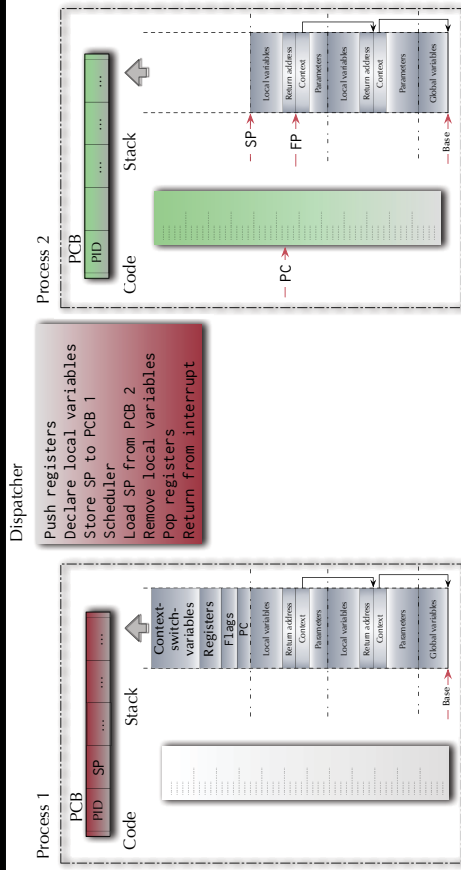 Process 1
PCB
PID SP ... ... ...
Code
Stack
Context-
switch-
variables
Registers
Flags
PC
Local variables
Return address
Context
Parameters
Local variables
Return address
Context
Parameters
Global variables
Base
Dispatcher
Push registers
Declare local variables
Store SP to PCB 1
Scheduler
Load SP from PCB 2
Remove local variables
Pop registers
Return from interrupt
Process 2
PCB
PID ... ... ...
Code
Stack
PC
SP
FP
Local variables
Return address
Context
Parameters
Local variables
Return address
Context
Parameters
Global variables
Base